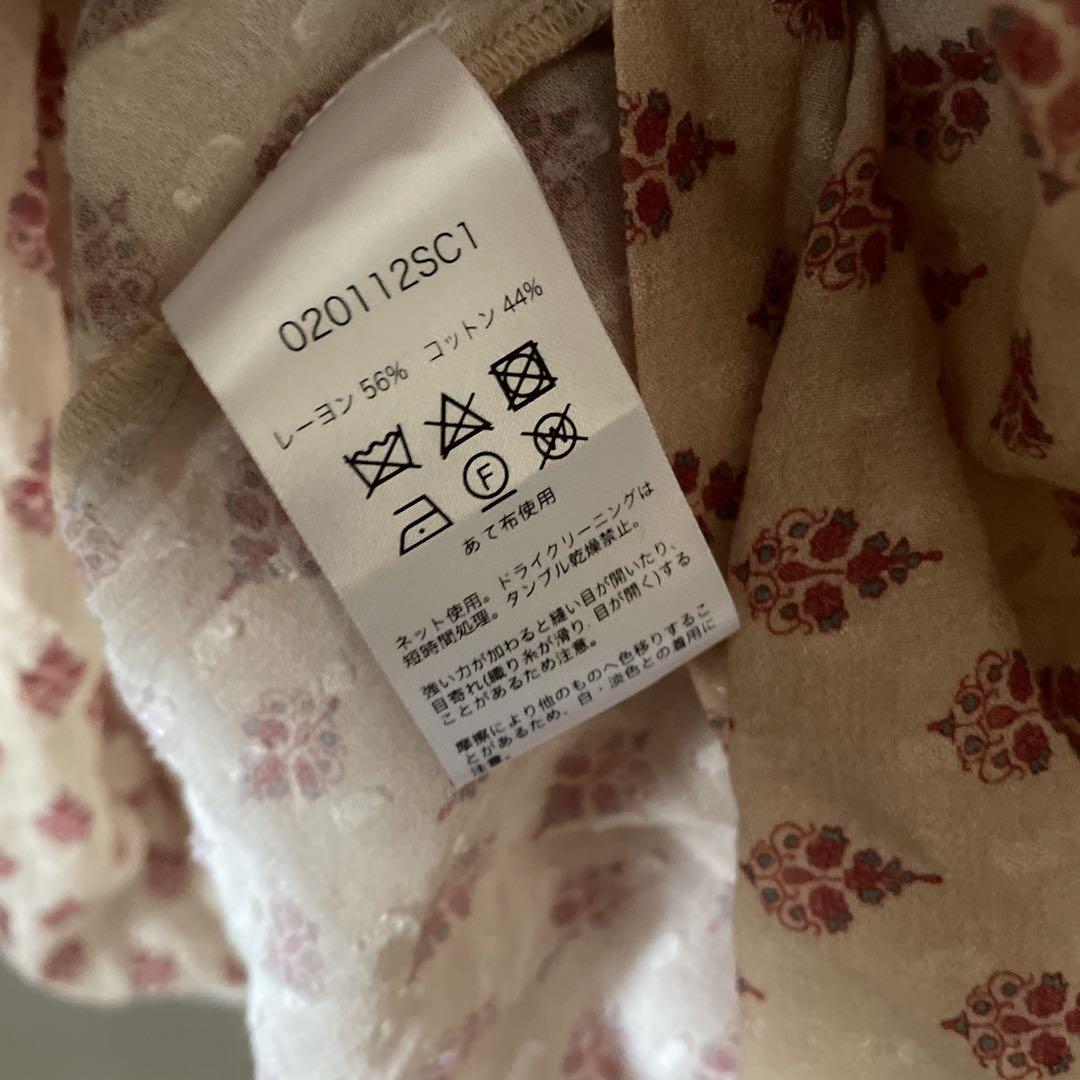 020112SC1
レーヨン 56% コットン 44%
F W
あて布使用
ネット使用。ドライクリーニングは
短時間処理。タンブル乾燥禁止。
強い力が加わると縫い目が開いたり、
目寄れ(織り糸が滑り、目が開く)する
ことがあるため注意。
摩擦により他のものへ色移りするこ
とがあるため、白・淡色との着用に
注意。